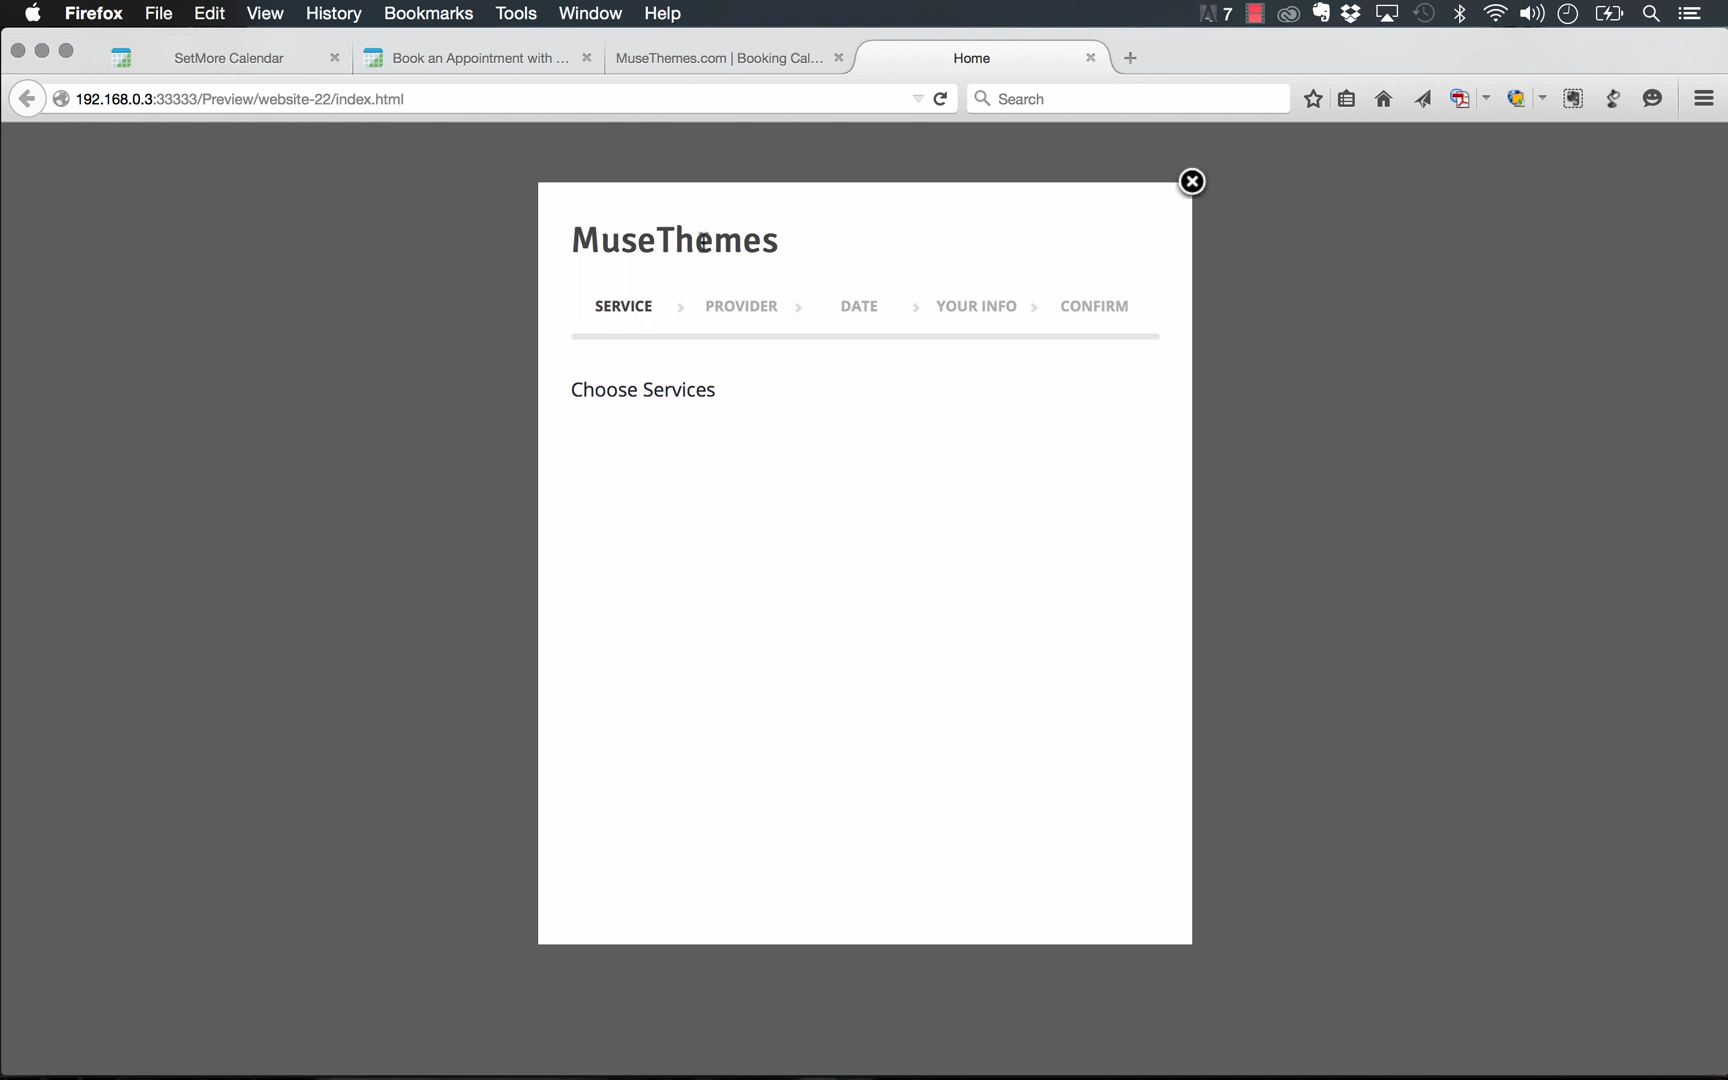 Firefox File Edit View History Bookmarks Tools Window Help 7
SetMore Calendar Book an Appointment with ... MuseThemes.com | Booking Cal... Home
192.168.0.3:33333/Preview/website-22/index.html Search
MuseThemes
SERVICE PROVIDER DATE YOUR INFO CONFIRM
Choose Services